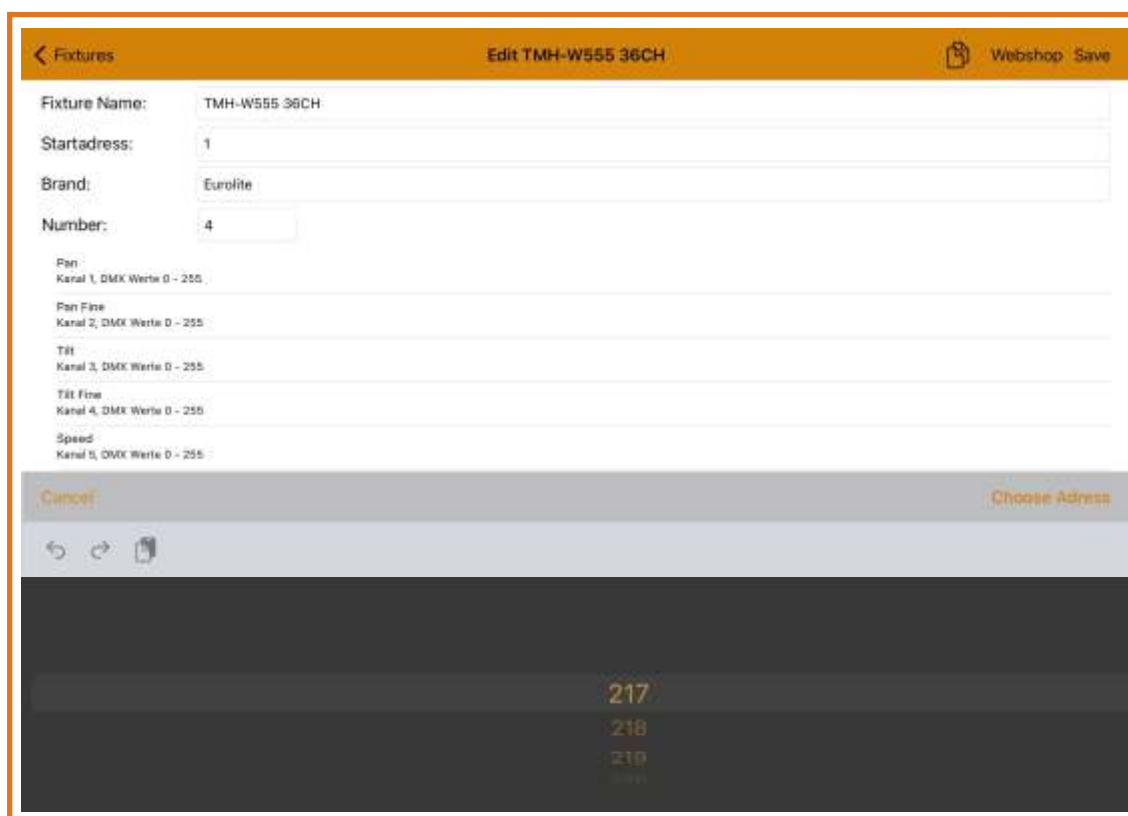 Fixtures
Edit TMH-W555 36CH
Webshop Save
Fixture Name: TMH-W555 36CH
Startadress: 1
Brand: Eurolite
Number: 4
Pan
Kanal 1, DMX Werte 0 - 255
Pan Fine
Kanal 2, DMX Werte 0 - 255
Tilt
Kanal 3, DMX Werte 0 - 255
Tilt Fine
Kanal 4, DMX Werte 0 - 255
Speed
Kanal 5, DMX Werte 0 - 255
Cancel
Choose Adress
217
218
219